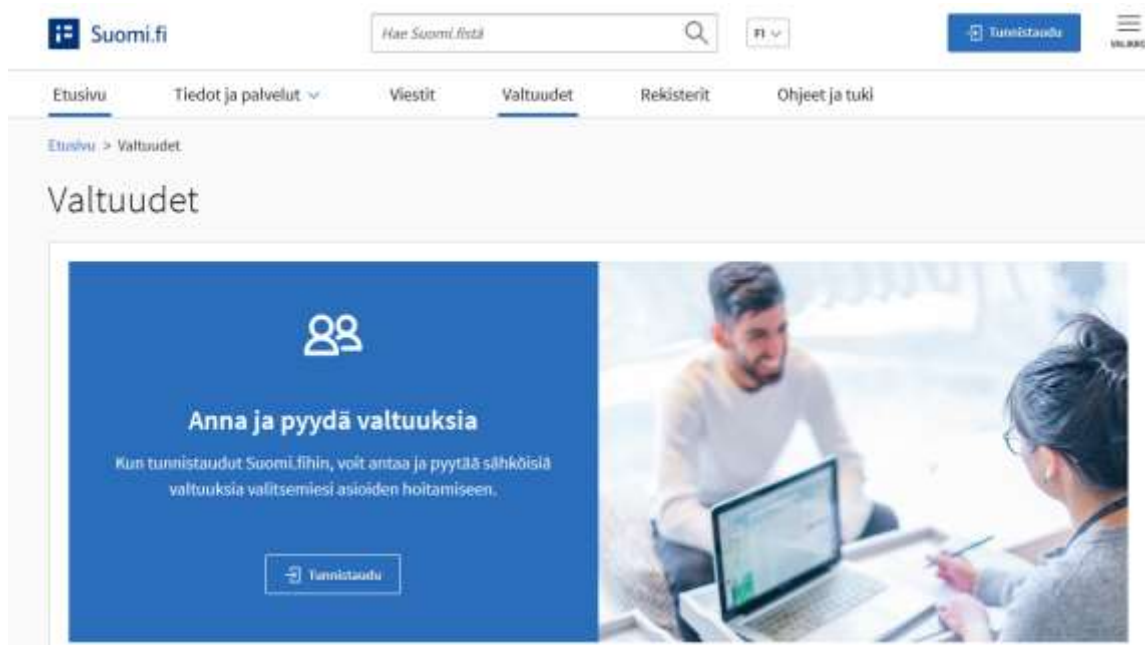 Suomi.fi
Hae Suomi.fistä
FI
Tunnistaudu
VALIKKO
Etusivu
Tiedot ja palvelut
Viestit
Valtuudet
Rekisterit
Ohjeet ja tuki
Etusivu > Valtuudet
Valtuudet
Anna ja pyydä valtuuksia
Kun tunnistaudut Suomi.fihin, voit antaa ja pyytää sähköisiä
valtuuksia valitsemiesi asioiden hoitamiseen.
Tunnistaudu